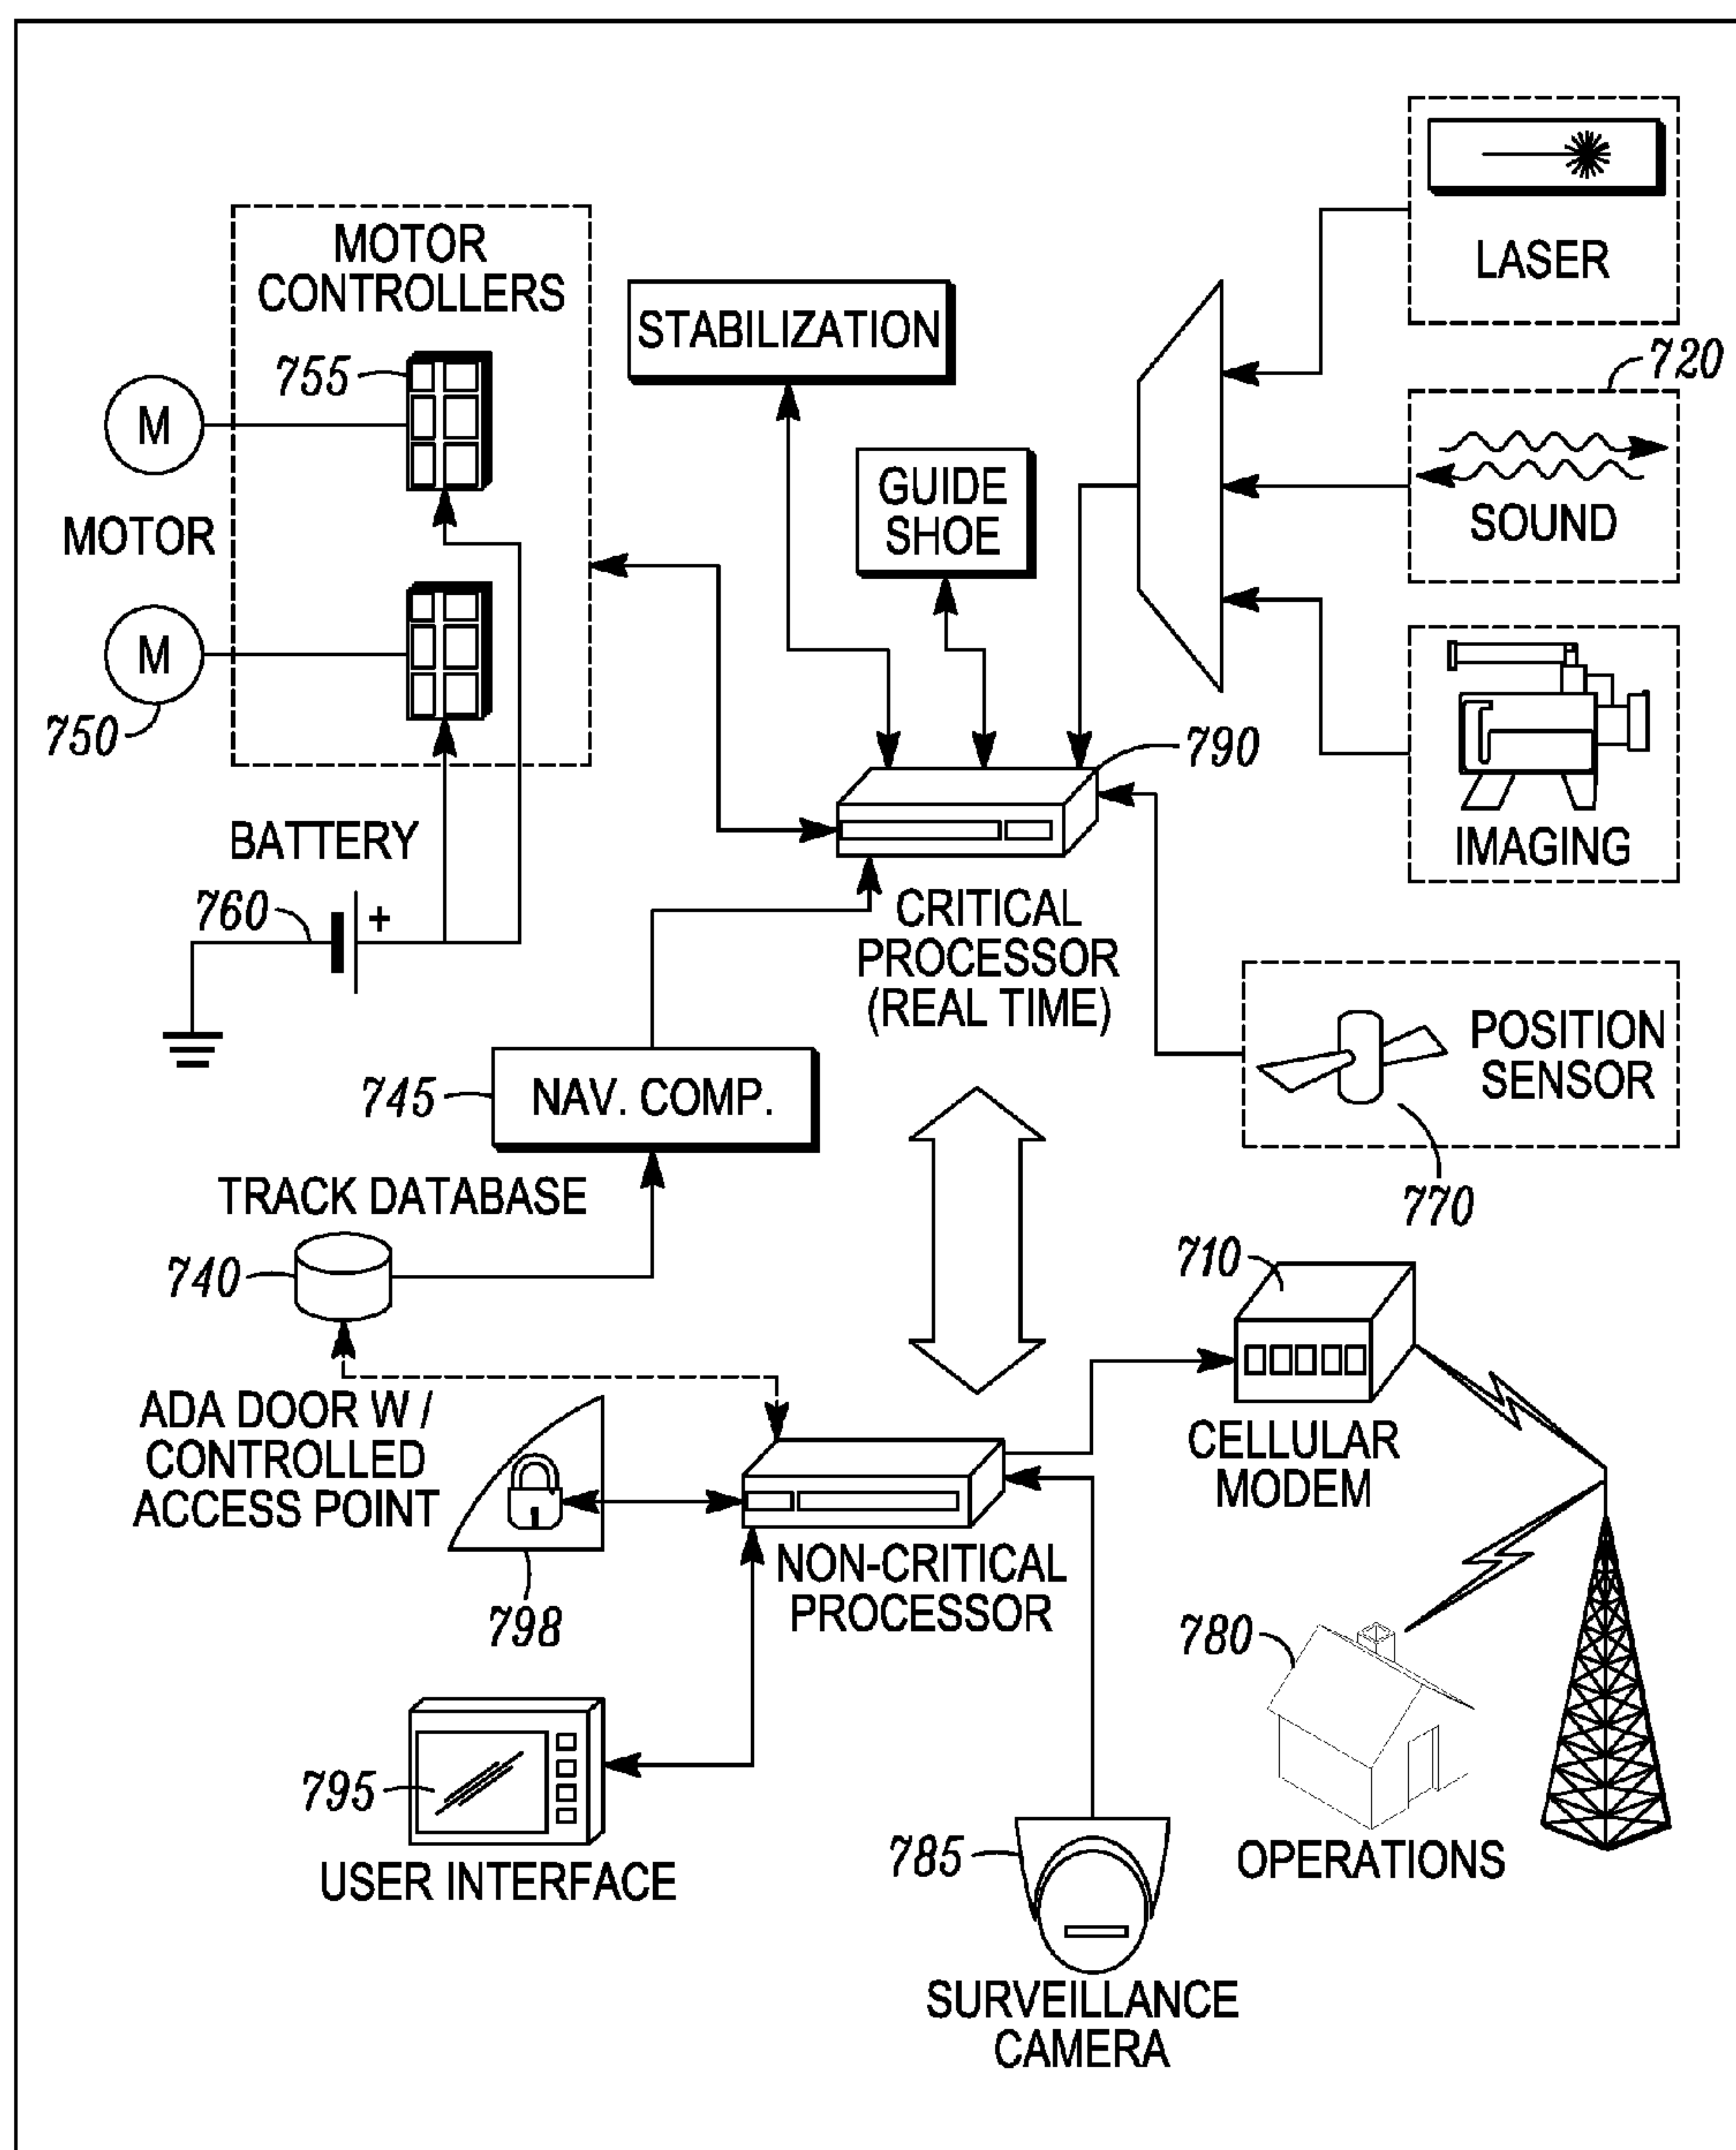 MOTOR
CONTROLLERS
755
M
MOTOR
M
750
STABILIZATION
GUIDE
SHOE
LASER
720
SOUND
IMAGING
790
CRITICAL
PROCESSOR
(REAL TIME)
BATTERY
760
+
POSITION
SENSOR
770
745
NAV. COMP.
TRACK DATABASE
740
710
CELLULAR
MODEM
ADA DOOR W /
CONTROLLED
ACCESS POINT
798
NON-CRITICAL
PROCESSOR
780
OPERATIONS
795
USER INTERFACE
785
SURVEILLANCE
CAMERA